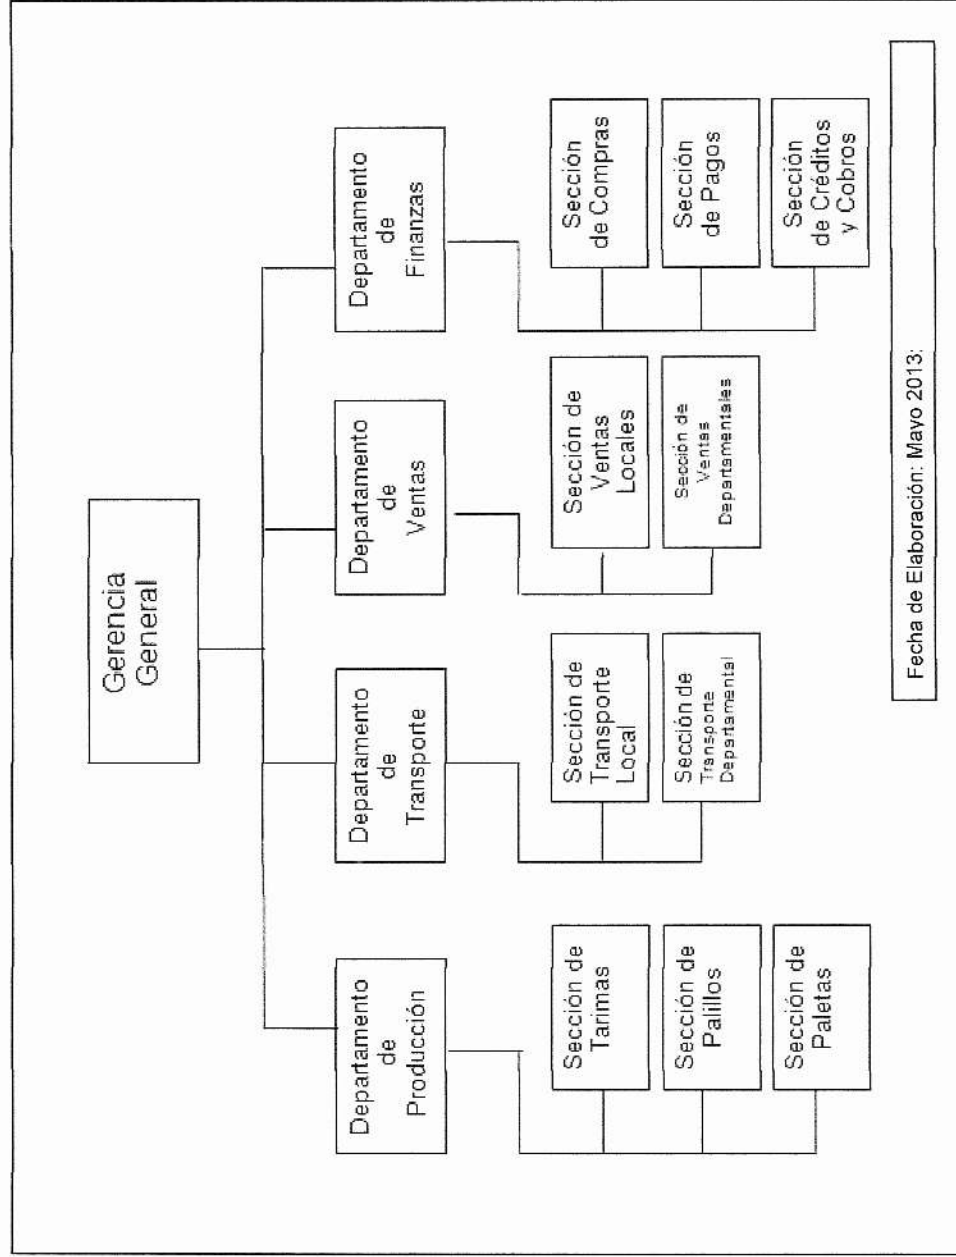 Gerencia
General
Departamento
de
Producción
Departamento
de
Transporte
Departamento
de
Ventas
Departamento
de
Finanzas
Sección de
Tarimas
Sección de
Palillos
Sección de
Paletas
Sección de
Transporte
Local
Sección de
Transporte
Departamental
Sección de
Ventas
Locales
Sección de
Ventas
Departamentales
Sección
de Compras
Sección
de Pagos
Sección
de Créditos
y Cobros
Fecha de Elaboración: Mayo 2013: